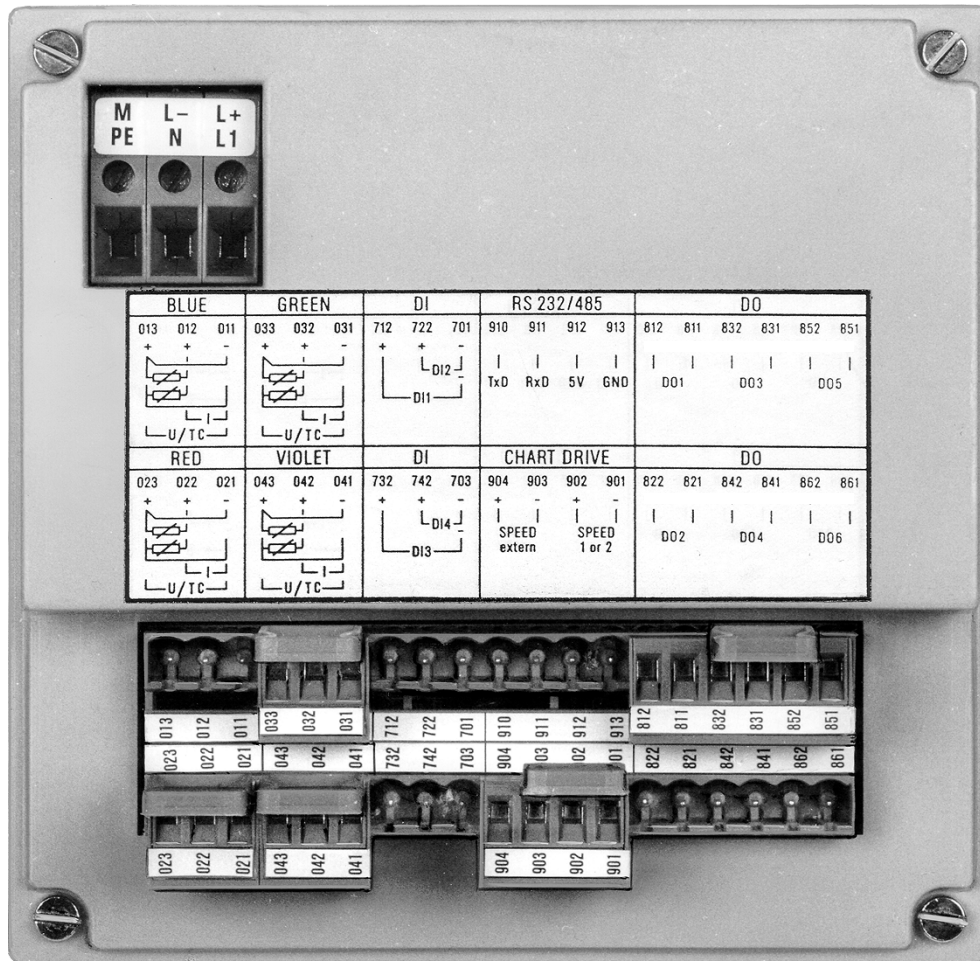 M L− L+
PE N L1
BLUE GREEN DI RS 232/485 DO
013 012 011 033 032 031 712 722 701 910 911 912 913 812 811 832 831 852 851
+ + − + + − + + −
DI2
TxD RxD 5V GND DO1 DO3 DO5
DI1
I I
U/TC U/TC
RED VIOLET DI CHART DRIVE DO
023 022 021 043 042 041 732 742 703 904 903 902 901 822 821 842 841 862 861
+ + − + + − + + − + − + −
DI4
SPEED SPEED DO2 DO4 DO6
extern 1 or 2
DI3
I I
U/TC U/TC
013 012 011 033 032 031 712 722 701 910 911 912 913 812 811 832 831 852 851
023 022 021 043 042 041 732 742 703 904 03 02 01 822 821 842 841 862 861
023 022 021 043 042 041 904 903 902 901